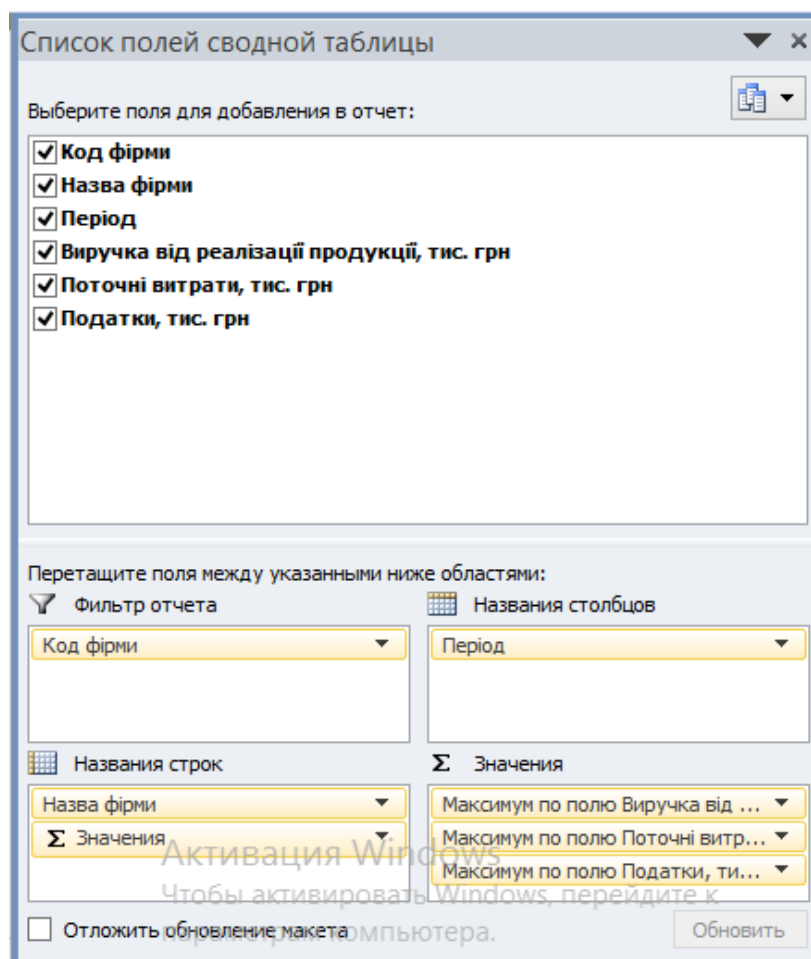 Список полей сводной таблицы
Выберите поля для добавления в отчет:
Код фірми
Назва фірми
Період
Виручка від реалізації продукції, тис. грн
Поточні витрати, тис. грн
Податки, тис. грн
Перетащите поля между указанными ниже областями:
Фильтр отчета
Названия столбцов
Код фірми
Період
Названия строк
Σ Значения
Назва фірми
Максимум по полю Виручка від ...
Σ Значения
Максимум по полю Поточні витр...
Максимум по полю Податки, ти...
Активация Windows
Чтобы активировать Windows, перейдите к
параметрам компьютера.
Отложить обновление макета
Обновить